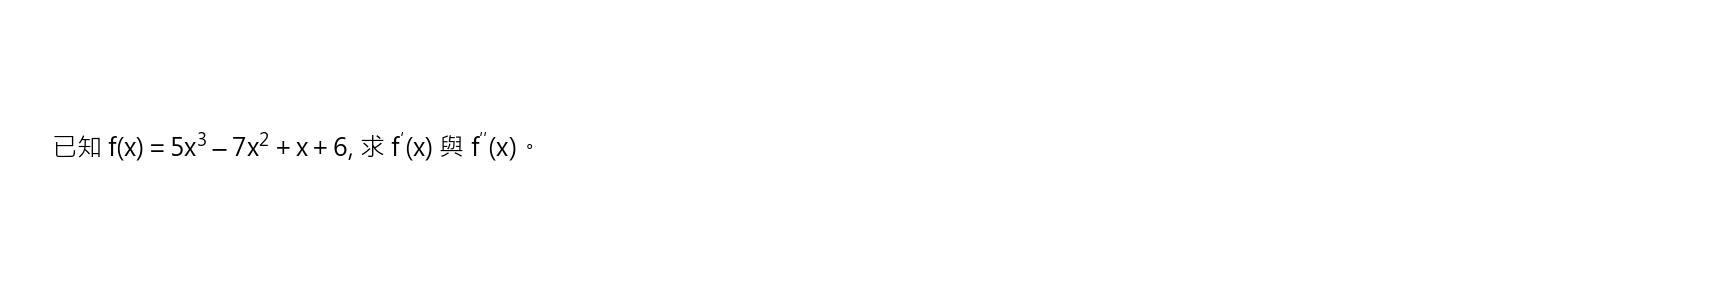 已知 f(x) = 5x³ – 7x² + x + 6, 求 f′(x) 與 f′′(x)。